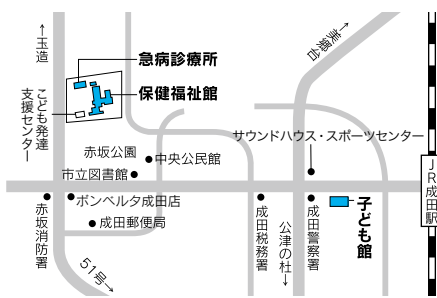 ←玉造
急病診療所
保健福祉館
こども発達
支援センター
→美郷台
赤坂公園
中央公民館
市立図書館
サウンドハウス・スポーツセンター
JR成田駅
ボンベルタ成田店
成田郵便局
赤坂消防署
51号→
成田税務署
公津の杜→
成田警察署
子ども館